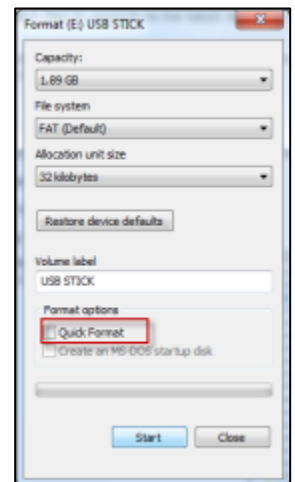 Format (E:) USB STICK
Capacity:
1.89 GB
File system
FAT (Default)
Allocation unit size
32 kilobytes
Restore device defaults
Volume label
USB STICK
Format options
Quick Format
Create an MS-DOS startup disk
Start Close